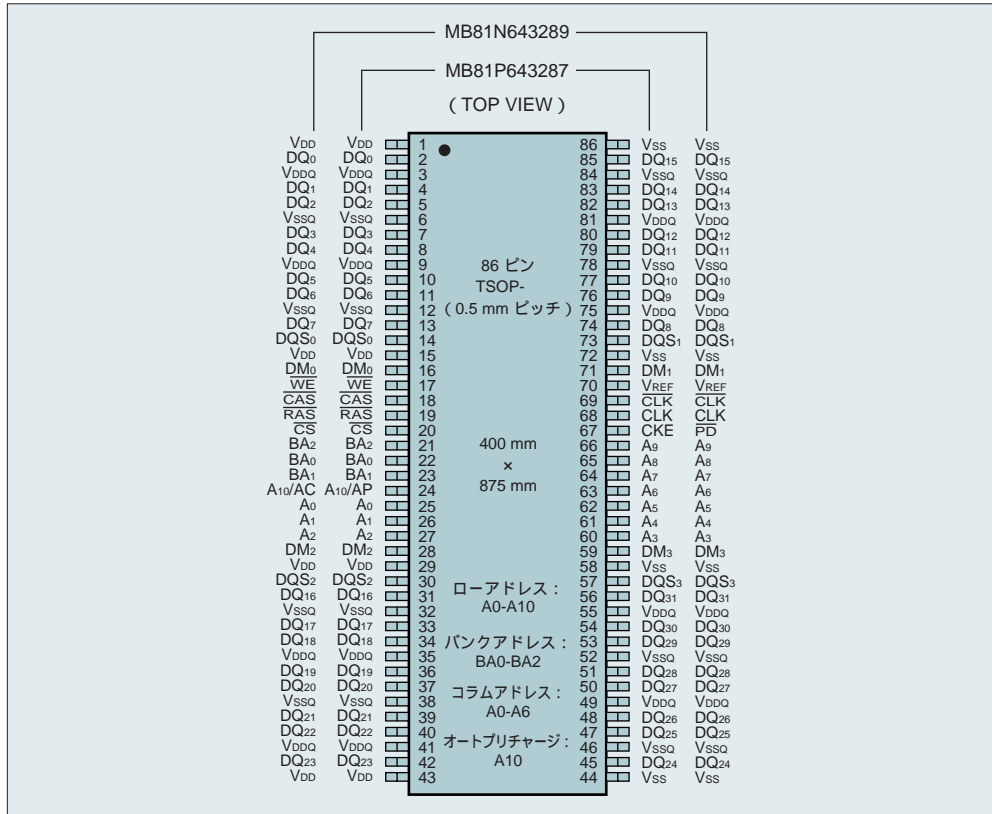 MB81N643289
MB81P643287
( TOP VIEW )
VDD VDD 1 86 VSS VSS
DQ0 DQ0 2 85 DQ15 DQ15
VDDQ VDDQ 3 84 VSSQ VSSQ
DQ1 DQ1 4 83 DQ14 DQ14
DQ2 DQ2 5 82 DQ13 DQ13
VSSQ VSSQ 6 81 VDDQ VDDQ
DQ3 DQ3 7 80 DQ12 DQ12
DQ4 DQ4 8 79 DQ11 DQ11
VDDQ VDDQ 9 86 ピン 78 VSSQ VSSQ
DQ5 DQ5 10 TSOP- 77 DQ10 DQ10
DQ6 DQ6 11 ( 0.5 mm ピッチ ) 76 DQ9 DQ9
VSSQ VSSQ 12 75 VDDQ VDDQ
DQ7 DQ7 13 74 DQ8 DQ8
DQS0 DQS0 14 73 DQS1 DQS1
VDD VDD 15 72 VSS VSS
DM0 DM0 16 71 DM1 DM1
WE WE 17 70 VREF VREF
CAS CAS 18 69 CLK CLK
RAS RAS 19 68 CLK CLK
CS CS 20 67 CKE PD
BA2 BA2 21 400 mm 66 A9 A9
BA0 BA0 22 × 65 A8 A8
BA1 BA1 23 875 mm 64 A7 A7
A10/AC A10/AP 24 63 A6 A6
A0 A0 25 62 A5 A5
A1 A1 26 61 A4 A4
A2 A2 27 60 A3 A3
DM2 DM2 28 59 DM3 DM3
VDD VDD 29 58 VSS VSS
DQS2 DQS2 30 ローアドレス : 57 DQS3 DQS3
DQ16 DQ16 31 A0-A10 56 DQ31 DQ31
VSSQ VSSQ 32 55 VDDQ VDDQ
DQ17 DQ17 33 54 DQ30 DQ30
DQ18 DQ18 34 バンクアドレス : 53 DQ29 DQ29
VDDQ VDDQ 35 BA0-BA2 52 VSSQ VSSQ
DQ19 DQ19 36 51 DQ28 DQ28
DQ20 DQ20 37 コラムアドレス : 50 DQ27 DQ27
VSSQ VSSQ 38 A0-A6 49 VDDQ VDDQ
DQ21 DQ21 39 48 DQ26 DQ26
DQ22 DQ22 40 オートプリチャージ : 47 DQ25 DQ25
VDDQ VDDQ 41 A10 46 VSSQ VSSQ
DQ23 DQ23 42 45 DQ24 DQ24
VDD VDD 43 44 VSS VSS